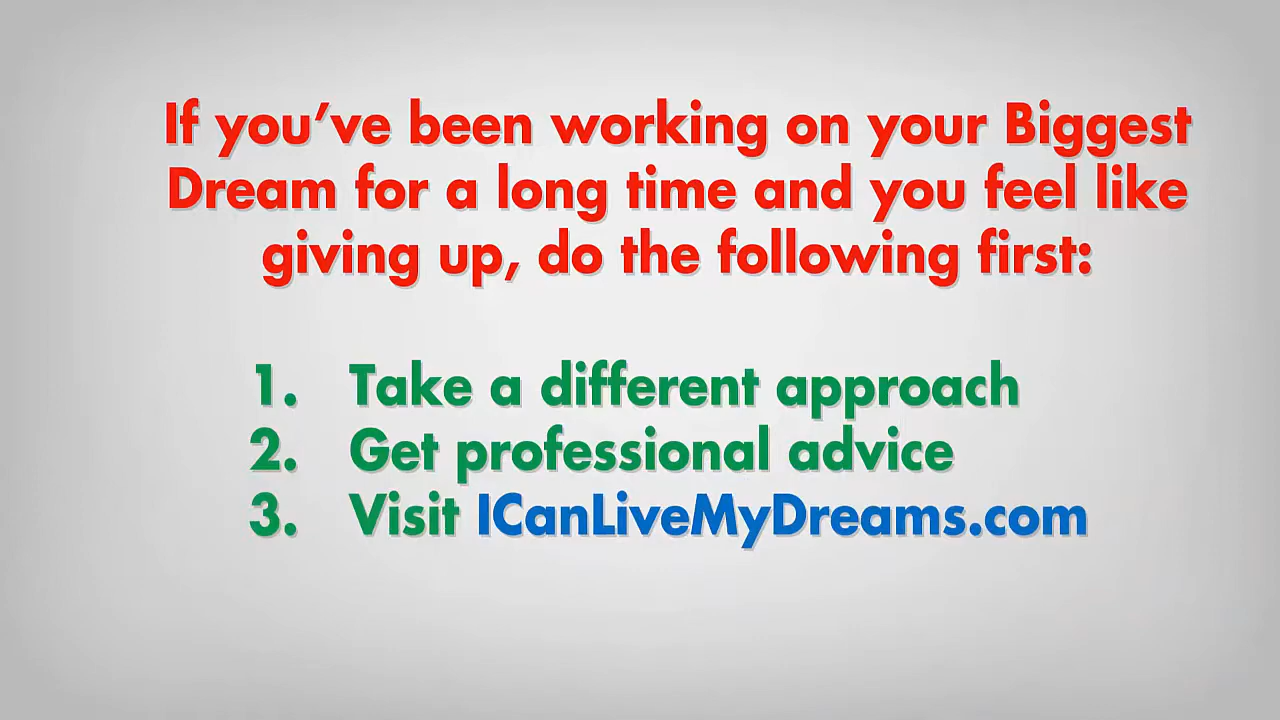 If you've been working on your Biggest
Dream for a long time and you feel like
giving up, do the following first:
1. Take a different approach
2. Get professional advice
3. Visit ICanLiveMyDreams.com